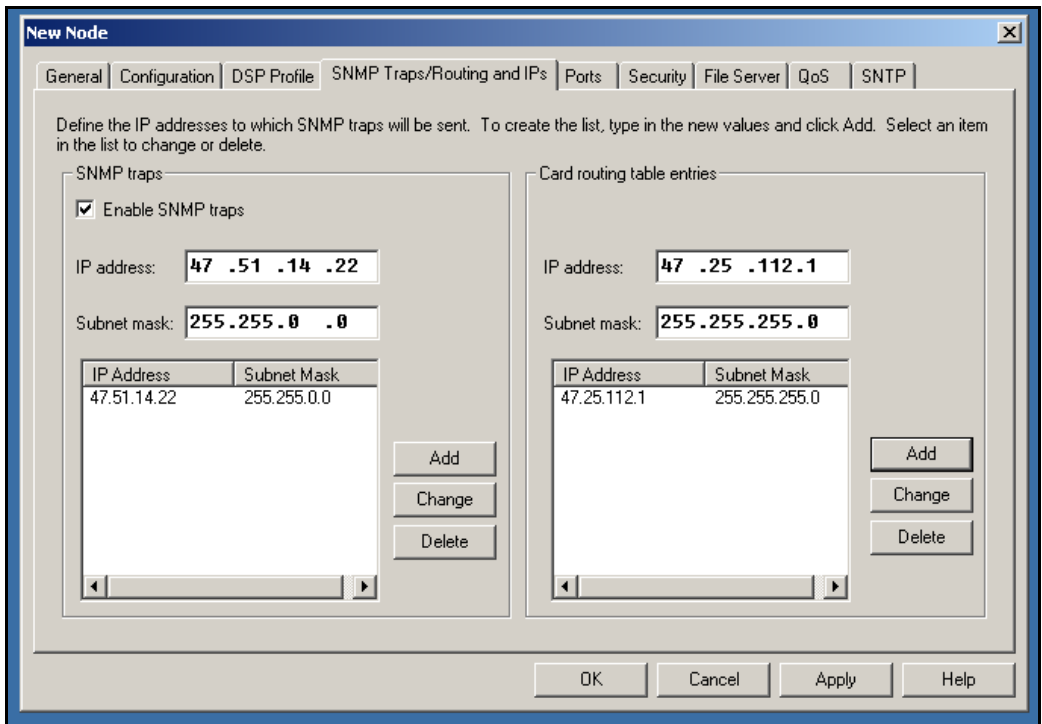 New Node
General Configuration DSP Profile SNMP Traps/Routing and IPs Ports Security File Server QoS SNTP
Define the IP addresses to which SNMP traps will be sent. To create the list, type in the new values and click Add. Select an item
in the list to change or delete.
SNMP traps
Enable SNMP traps
IP address: 47 .51 .14 .22
Subnet mask: 255.255.0 .0
IP Address Subnet Mask
47.51.14.22 255.255.0.0
Add
Change
Delete
Card routing table entries
IP address: 47 .25 .112.1
Subnet mask: 255.255.255.0
IP Address Subnet Mask
47.25.112.1 255.255.255.0
Add
Change
Delete
OK Cancel Apply Help